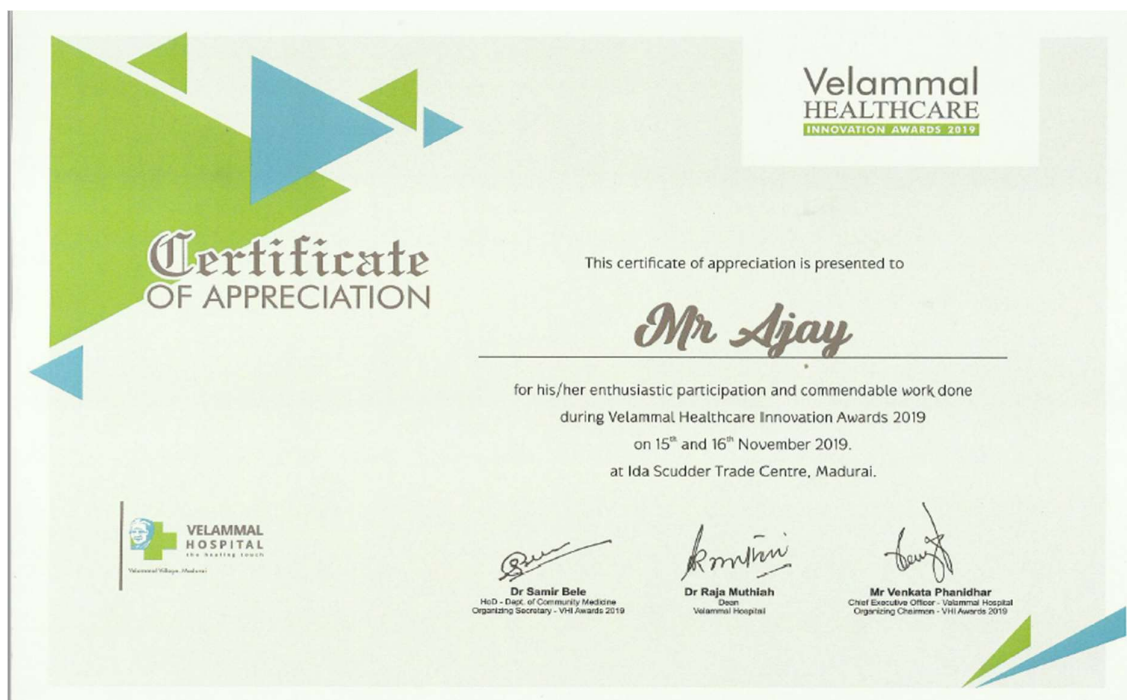 Velammal
HEALTHCARE
INNOVATION AWARDS 2019
Certificate
OF APPRECIATION
This certificate of appreciation is presented to
Mr Ajay
for his/her enthusiastic participation and commendable work done
during Velammal Healthcare Innovation Awards 2019
on 15th and 16th November 2019.
at Ida Scudder Trade Centre, Madurai.
VELAMMAL
HOSPITAL
the healing touch
Velammal Village, Madurai
Dr Samir Bele
HoD - Dept. of Community Medicine
Organizing Secretary - VHI Awards 2019
Dr Raja Muthiah
Dean
Velammal Hospital
Mr Venkata Phanidhar
Chief Executive Officer - Velammal Hospital
Organizing Chairman - VHI Awards 2019